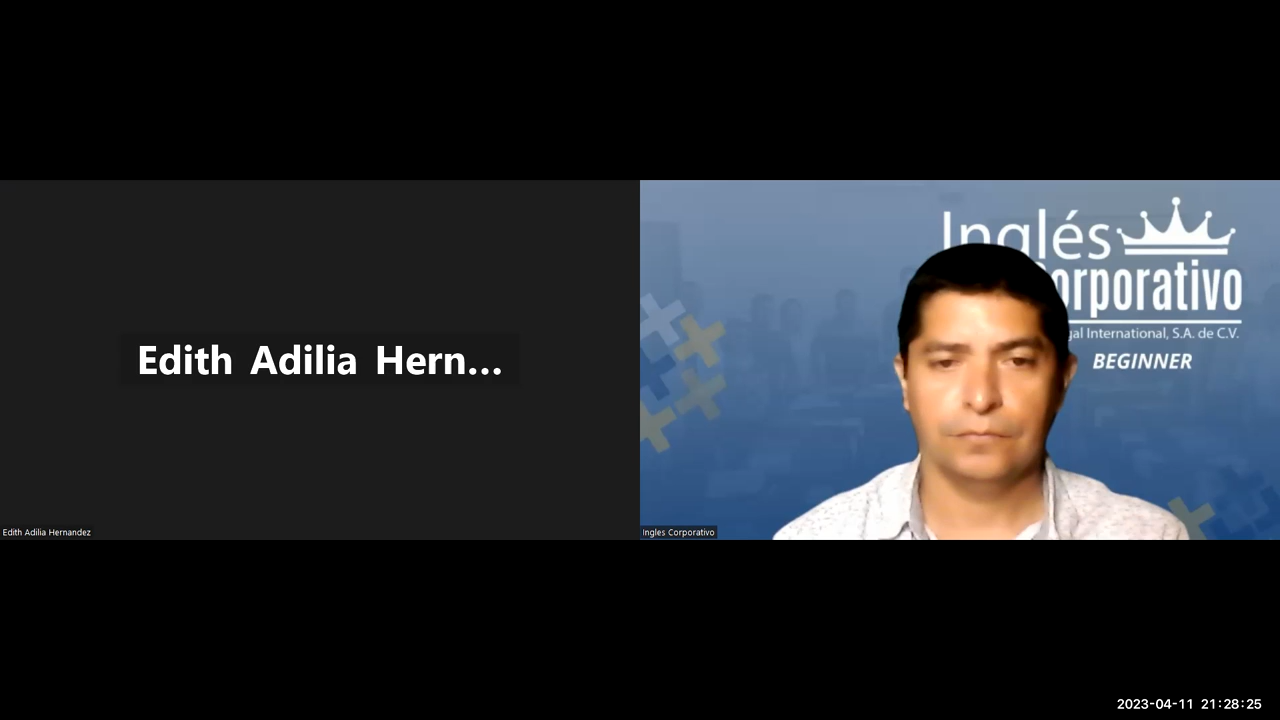 Edith Adilia Hern...
Edith Adilia Hernandez
Inglés
orporativo
gal International, S.A. de C.V.
BEGINNER
Ingles Corporativo
2023-04-11 21:28:25